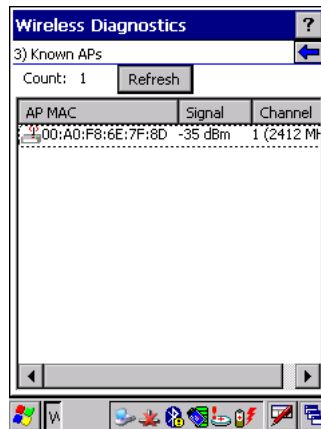 Wireless Diagnostics ?
3) Known APs
Count: 1 Refresh
AP MAC Signal Channel
00:A0:F8:6E:7F:8D -35 dBm 1 (2412 MH
W